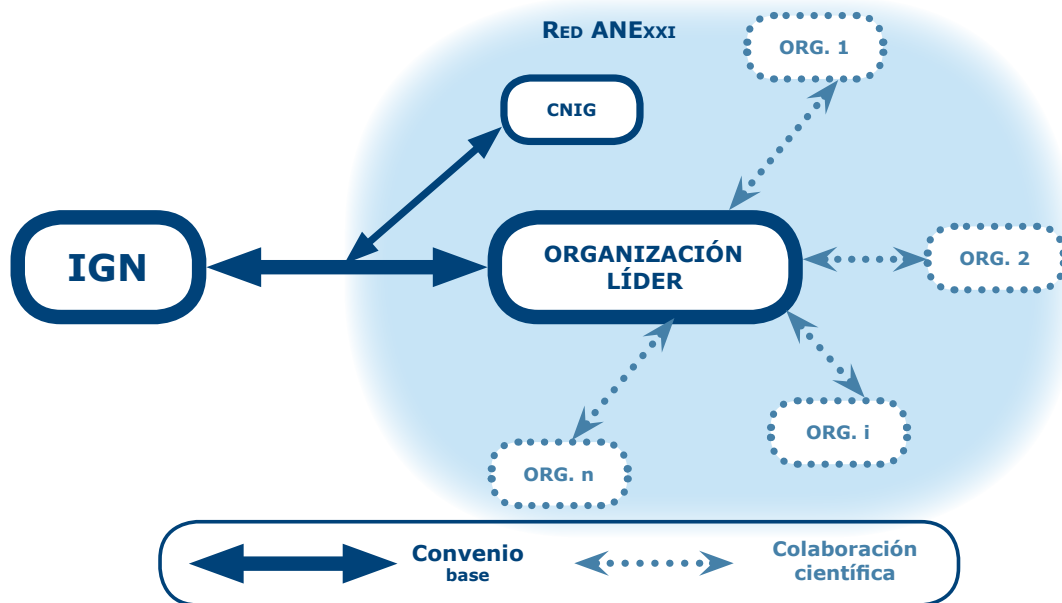 RED ANEXXI
ORG. 1
CNIG
IGN
ORGANIZACIÓN
LÍDER
ORG. 2
ORG. i
ORG. n
Convenio
base
Colaboración
científica